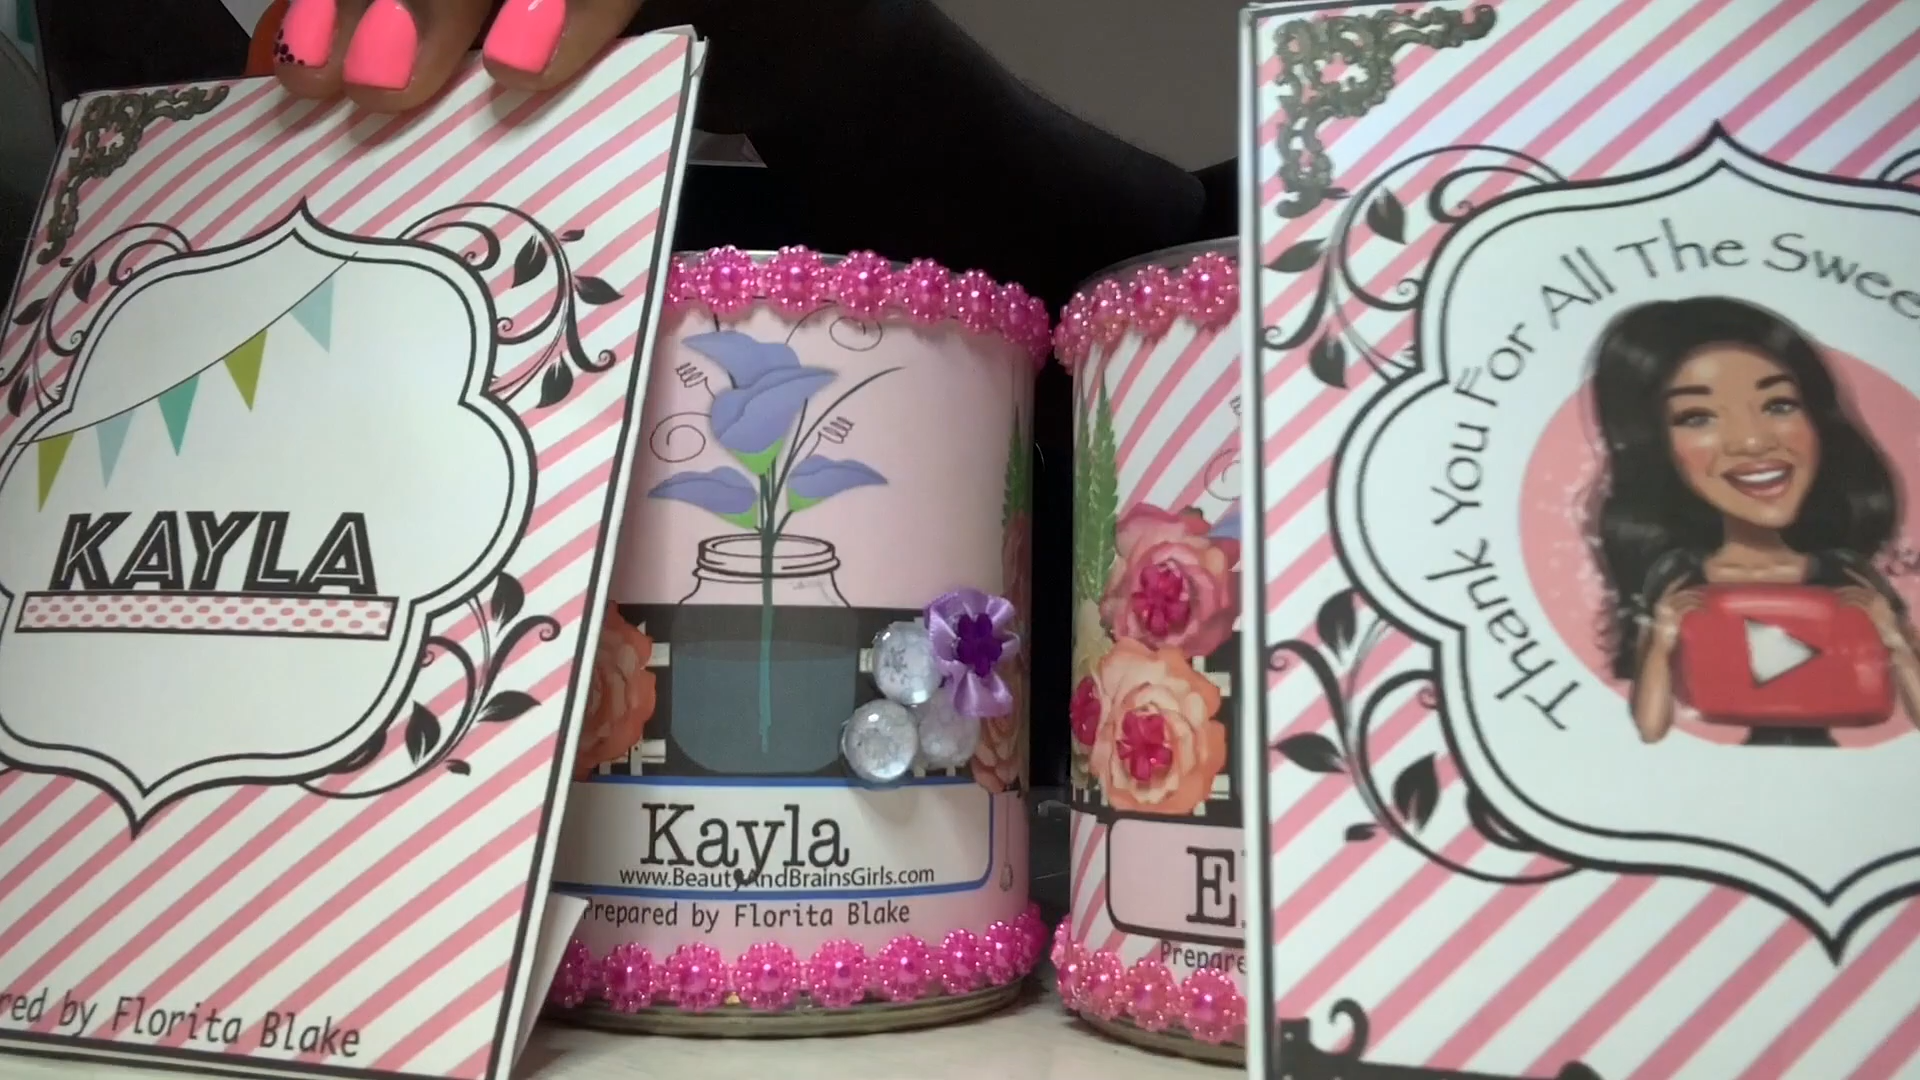 KAYLA
red by Florita Blake
Kayla
www.BeautyAndBrainsGirls.com
Prepared by Florita Blake
E
Prepare
Thank You For All The Swee